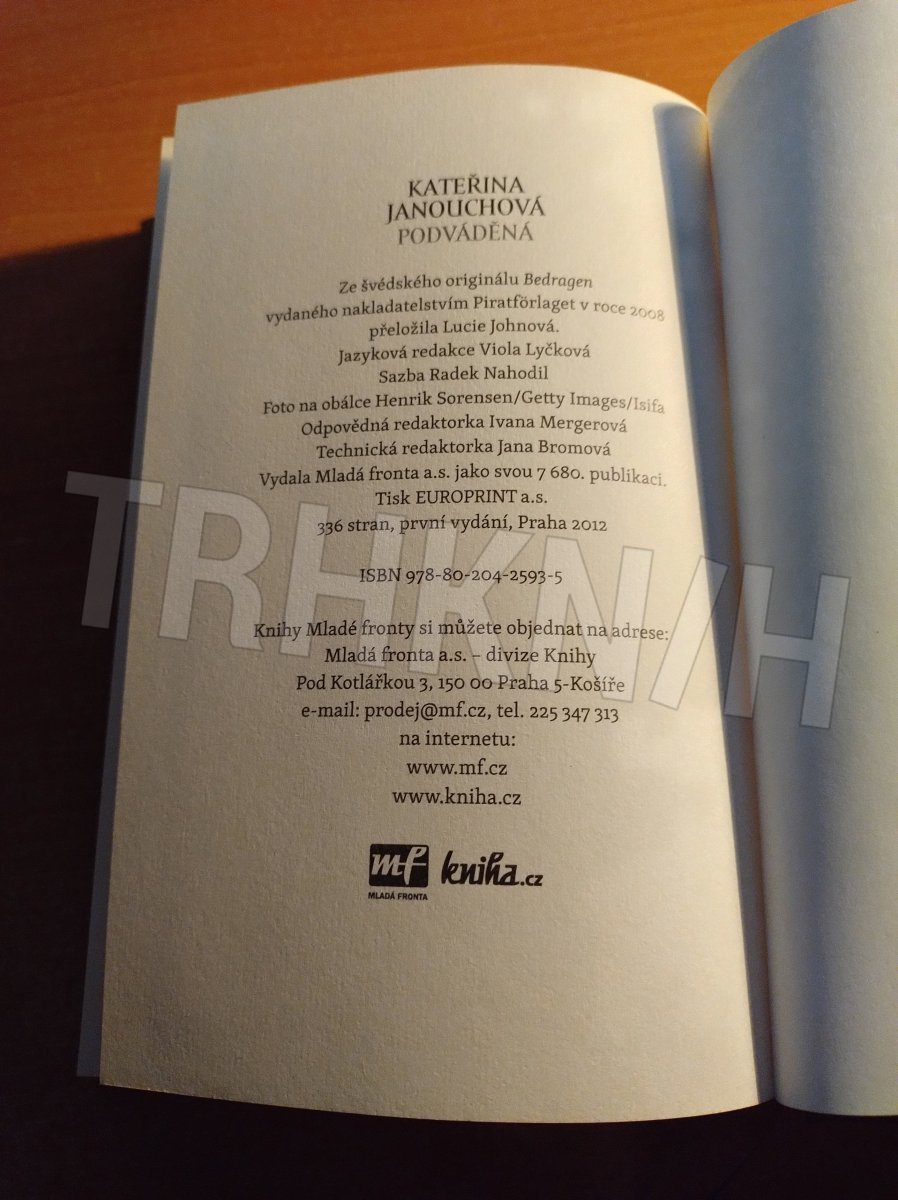 KATEŘINA
JANOUCHOVÁ
PODVÁDĚNÁ
Ze švédského originálu Bedragen
vydaného nakladatelstvím Piratförlaget v roce 2008
přeložila Lucie Johnová.
Jazyková redakce Viola Lyčková
Sazba Radek Nahodil
Foto na obálce Henrik Sorensen/Getty Images/Isifa
Odpovědná redaktorka Ivana Mergerová
Technická redaktorka Jana Bromová
Vydala Mladá fronta a.s. jako svou 7 680. publikaci.
Tisk EUROPRINT a.s.
336 stran, první vydání, Praha 2012
ISBN 978-80-204-2593-5
Knihy Mladé fronty si můžete objednat na adrese:
Mladá fronta a.s. – divize Knihy
Pod Kotlářkou 3, 150 00 Praha 5-Košíře
e-mail: prodej@mf.cz, tel. 225 347 313
na internetu:
www.mf.cz
www.kniha.cz
mf kniha.cz
MLADÁ FRONTA
TRHKN/H